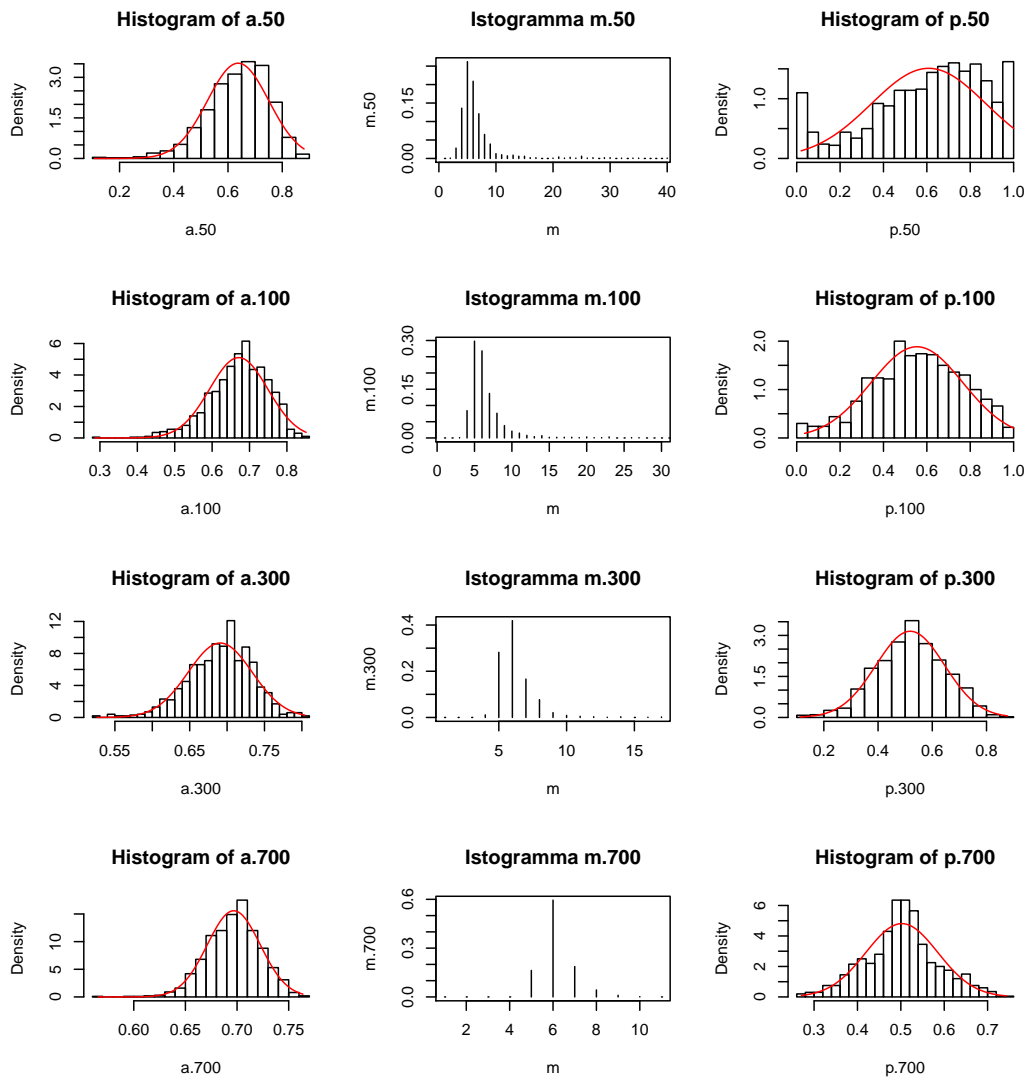 Histogram of a.50
Density
0.0 1.5 3.0
0.2 0.4 0.6 0.8
a.50
Istogramma m.50
m.50
0.00 0.15
0 10 20 30 40
m
Histogram of p.50
Density
0.0 1.0
0.0 0.2 0.4 0.6 0.8 1.0
p.50
Histogram of a.100
Density
0 2 4 6
0.3 0.4 0.5 0.6 0.7 0.8
a.100
Istogramma m.100
m.100
0.00 0.15 0.30
0 5 10 15 20 25 30
m
Histogram of p.100
Density
0.0 1.0 2.0
0.0 0.2 0.4 0.6 0.8 1.0
p.100
Histogram of a.300
Density
0 4 8 12
0.55 0.65 0.75
a.300
Istogramma m.300
m.300
0.0 0.2 0.4
5 10 15
m
Histogram of p.300
Density
0.0 1.5 3.0
0.2 0.4 0.6 0.8
p.300
Histogram of a.700
Density
0 5 10
0.60 0.65 0.70 0.75
a.700
Istogramma m.700
m.700
0.0 0.3 0.6
2 4 6 8 10
m
Histogram of p.700
Density
0 2 4 6
0.3 0.4 0.5 0.6 0.7
p.700